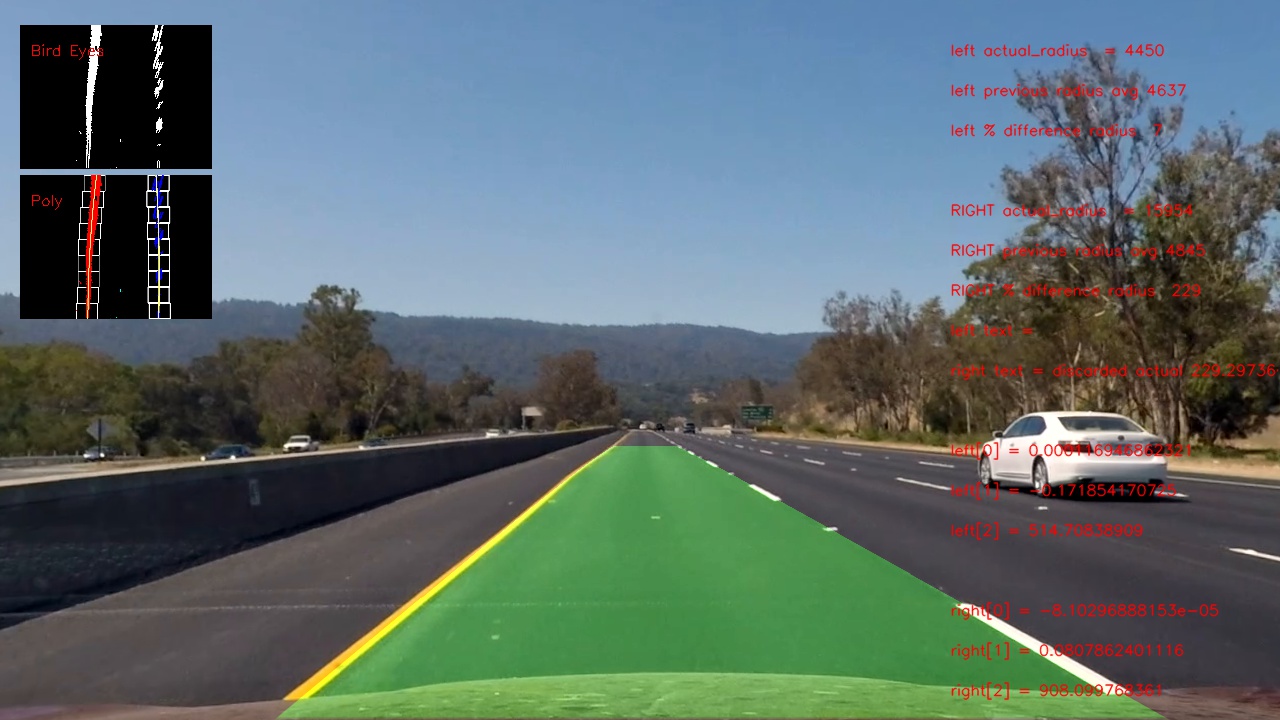 Bird Eyes
Poly
left actual_radius = 4450
left previous radius avg 4637
left % difference radius 7
RIGHT actual_radius = 15654
RIGHT previous radius avg 4845
RIGHT % difference radius 229
left text =
right text = discarded actual 229.29736
left[0] = 0.000116946862321
left[1] = -0.171854170725
left[2] = 514.70838909
right[0] = -8.10296888153e-05
right[1] = 0.0807862401116
right[2] = 908.099768361